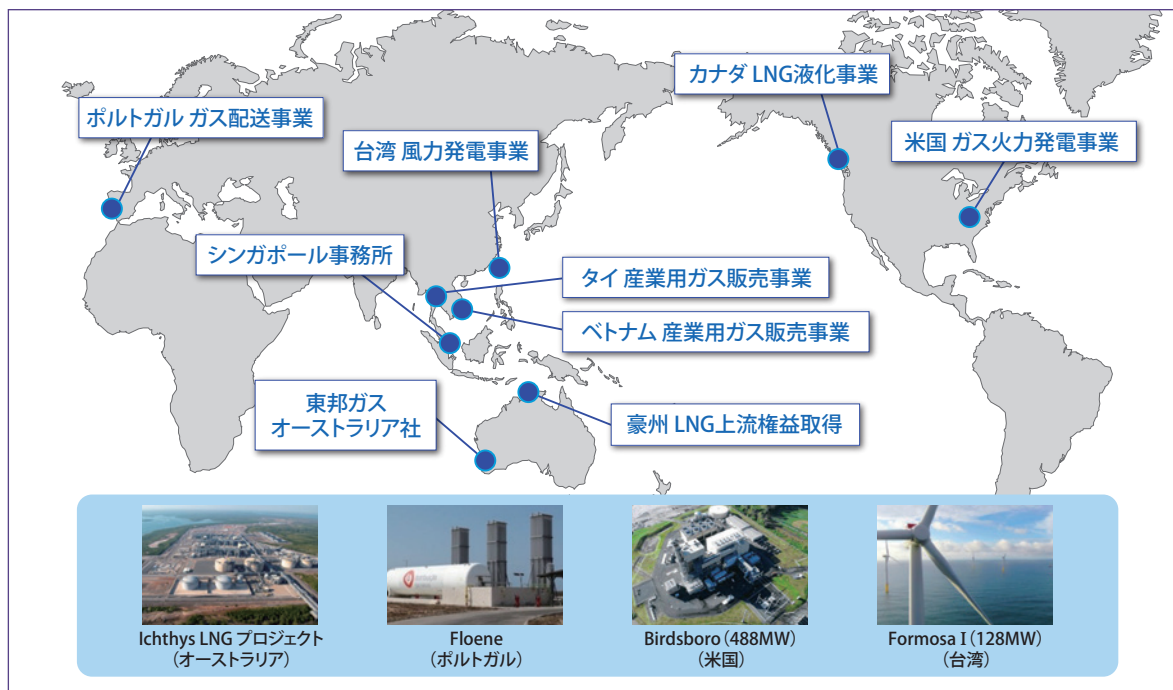 カナダ LNG液化事業
ポルトガル ガス配送事業
米国 ガス火力発電事業
台湾 風力発電事業
シンガポール事務所
タイ 産業用ガス販売事業
ベトナム 産業用ガス販売事業
東邦ガス
オーストラリア社
豪州 LNG上流権益取得
Ichthys LNG プロジェクト
(オーストラリア)
Floene
(ポルトガル)
Birdsboro(488MW)
(米国)
Formosa I(128MW)
(台湾)